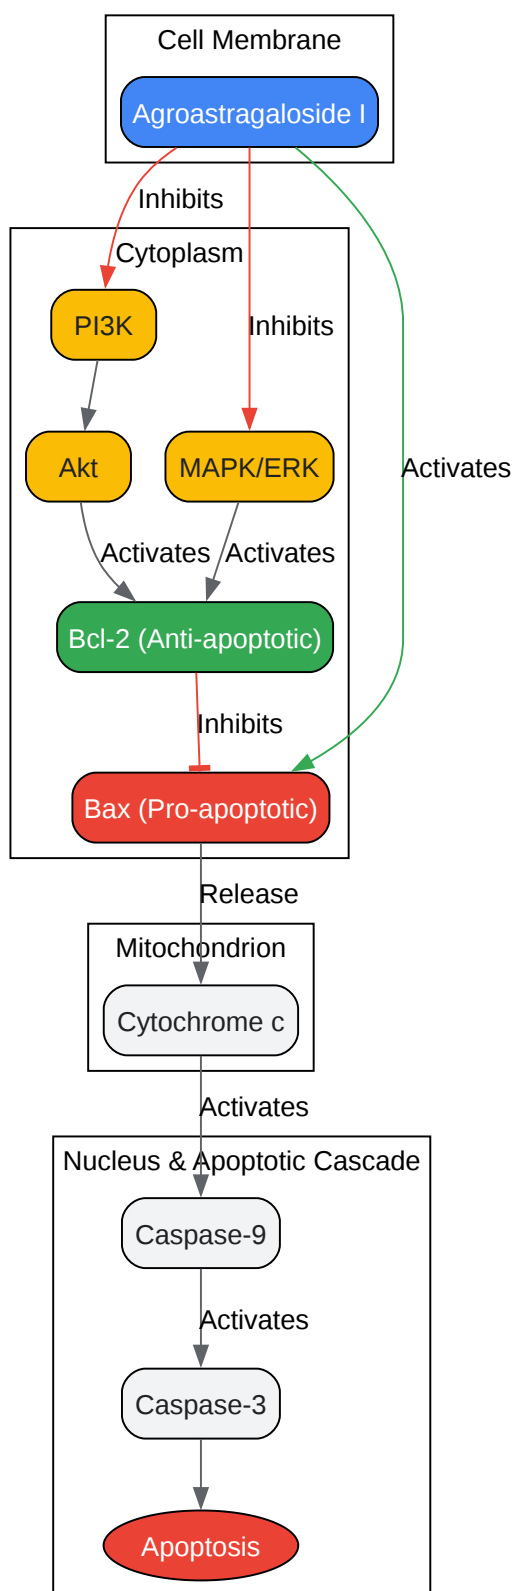 Cell Membrane
Agroastragaloside I
Inhibits
Cytoplasm
PI3K
Inhibits
Akt
MAPK/ERK
Activates
Activates
Activates
Bcl-2 (Anti-apoptotic)
Inhibits
Bax (Pro-apoptotic)
Release
Mitochondrion
Cytochrome c
Activates
Nucleus & Apoptotic Cascade
Caspase-9
Activates
Caspase-3
Apoptosis